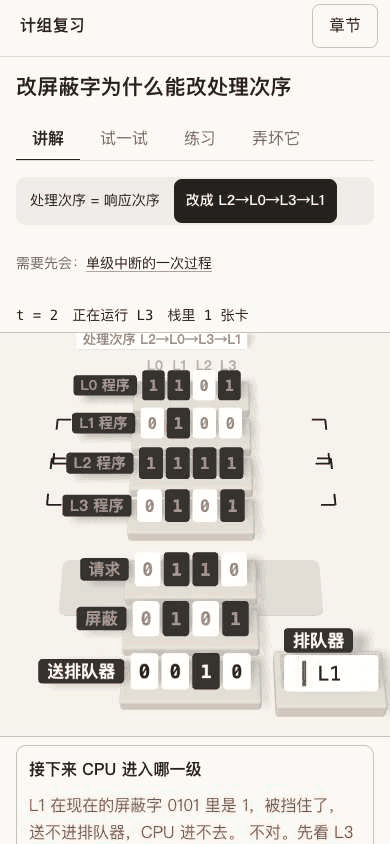 计组复习
章节
改屏蔽字为什么能改处理次序
讲解 试一试 练习 弄坏它
处理次序 = 响应次序 改成 L2→L0→L3→L1
需要先会： 单级中断的一次过程
t = 2 正在运行 L3 栈里 1 张卡
处理次序 L2→L0→L3→L1
L0 L1 L2 L3
L0 程序 1 1 0 1
L1 程序 0 1 0 0
L2 程序 1 1 1 1
L3 程序 0 1 0 1
请求 0 1 1 0
屏蔽 0 1 0 1
排队器
送排队器 0 0 1 0
L1
接下来 CPU 进入哪一级
L1 在现在的屏蔽字 0101 里是 1，被挡住了，
送不进排队器，CPU 进不去。 不对。先看 L3